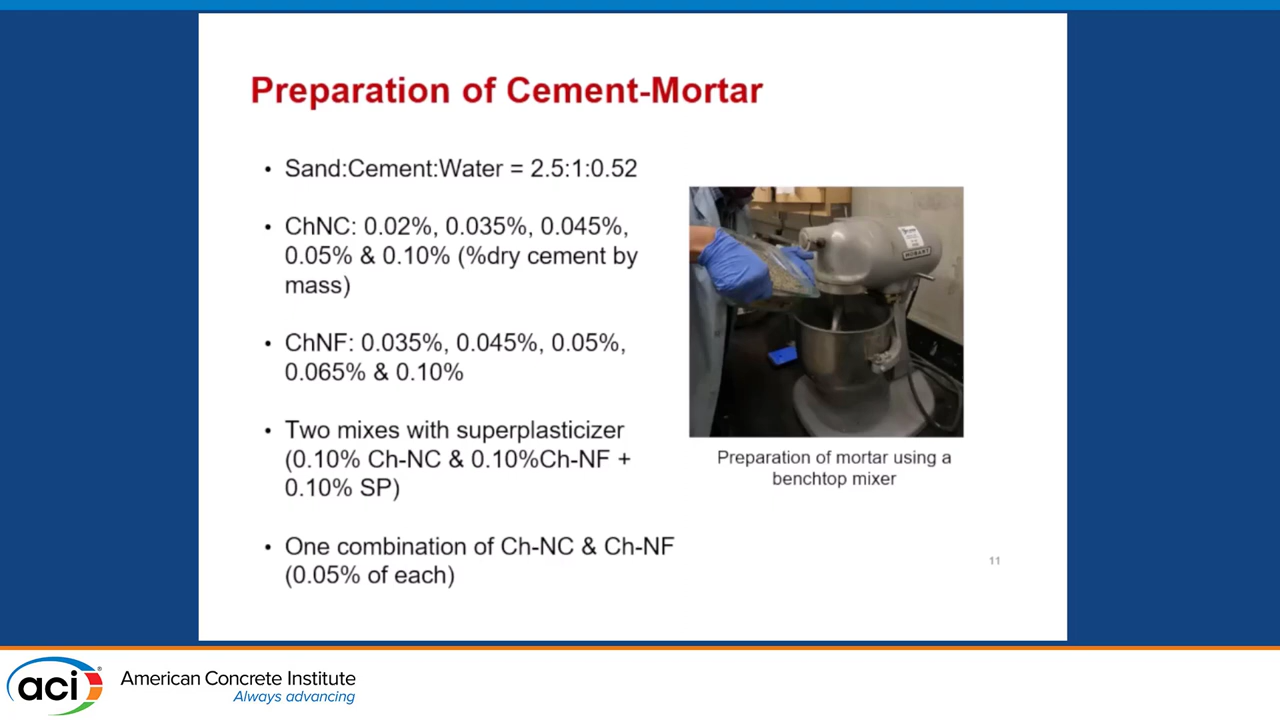 Preparation of Cement-Mortar
• Sand:Cement:Water = 2.5:1:0.52
• ChNC: 0.02%, 0.035%, 0.045%,
0.05% & 0.10% (%dry cement by
mass)
• ChNF: 0.035%, 0.045%, 0.05%,
0.065% & 0.10%
• Two mixes with superplasticizer
(0.10% Ch-NC & 0.10%Ch-NF +
0.10% SP)
• One combination of Ch-NC & Ch-NF
(0.05% of each)
HOBART
Preparation of mortar using a
benchtop mixer
11
aci®
American Concrete Institute
Always advancing